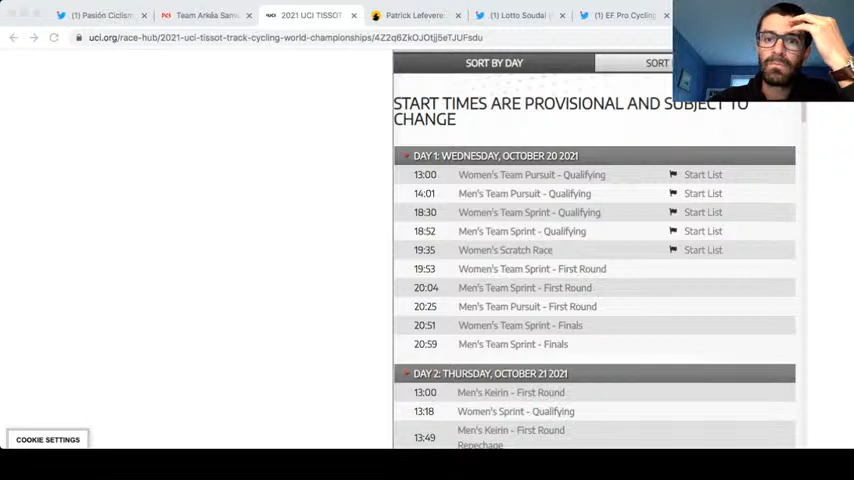 (1) Pasión Ciclism
Team Arkéa Sams
2021 UCI TISSOT
Patrick Lefevere:
(1) Lotto Soudal (
(1) EF Pro Cycling
uci.org/race-hub/2021-uci-tissot-track-cycling-world-championships/4Z2q6ZkOJOtjj5eTJUFsdu
SORT BY DAY
SORT
START TIMES ARE PROVISIONAL AND SUBJECT TO
CHANGE
DAY 1: WEDNESDAY, OCTOBER 20 2021
13:00 Women's Team Pursuit - Qualifying Start List
14:01 Men's Team Pursuit - Qualifying Start List
18:30 Women's Team Sprint - Qualifying Start List
18:52 Men's Team Sprint - Qualifying Start List
19:35 Women's Scratch Race Start List
19:53 Women's Team Sprint - First Round
20:04 Men's Team Sprint - First Round
20:25 Men's Team Pursuit - First Round
20:51 Women's Team Sprint - Finals
20:59 Men's Team Sprint - Finals
DAY 2: THURSDAY, OCTOBER 21 2021
13:00 Men's Keirin - First Round
13:18 Women's Sprint - Qualifying
13:49 Men's Keirin - First Round
Repechage
COOKIE SETTINGS